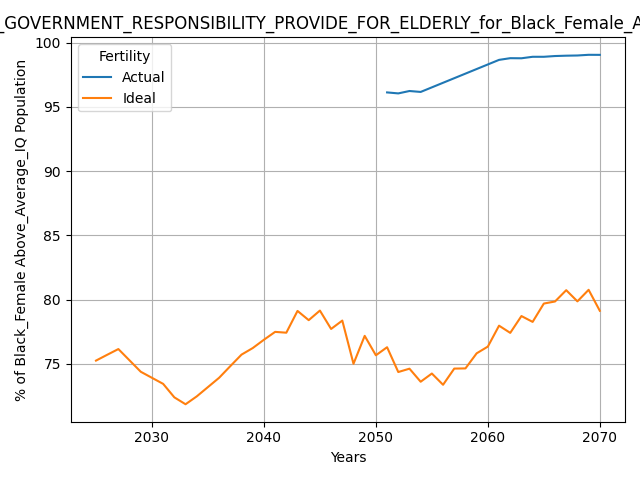 _GOVERNMENT_RESPONSIBILITY_PROVIDE_FOR_ELDERLY_for_Black_Female_A
Fertility
Actual
Ideal
% of Black_Female Above_Average_IQ Population
100
95
90
85
80
75
2030
2040
2050
2060
2070
Years